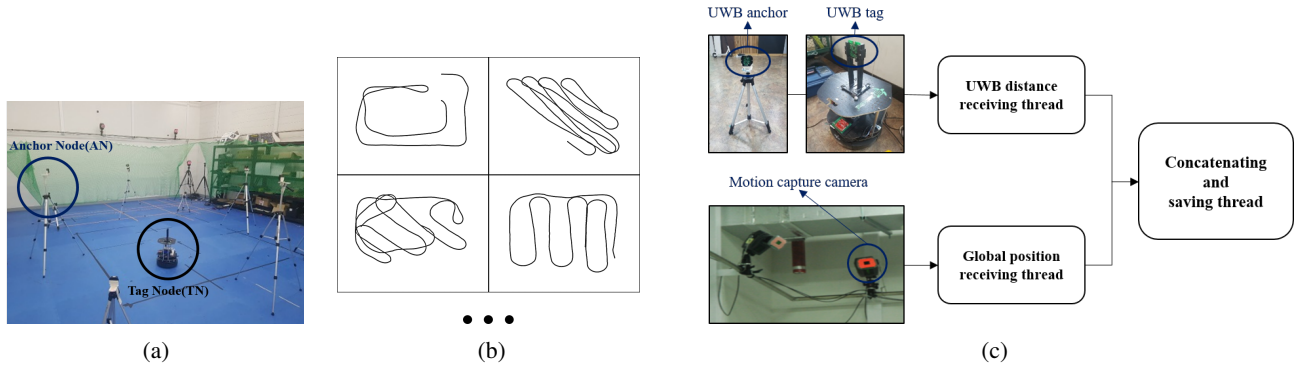 Anchor Node(AN)
Tag Node(TN)
(a)
(b)
UWB anchor
UWB tag
UWB distance
receiving thread
Motion capture camera
Global position
receiving thread
Concatenating
and
saving thread
(c)